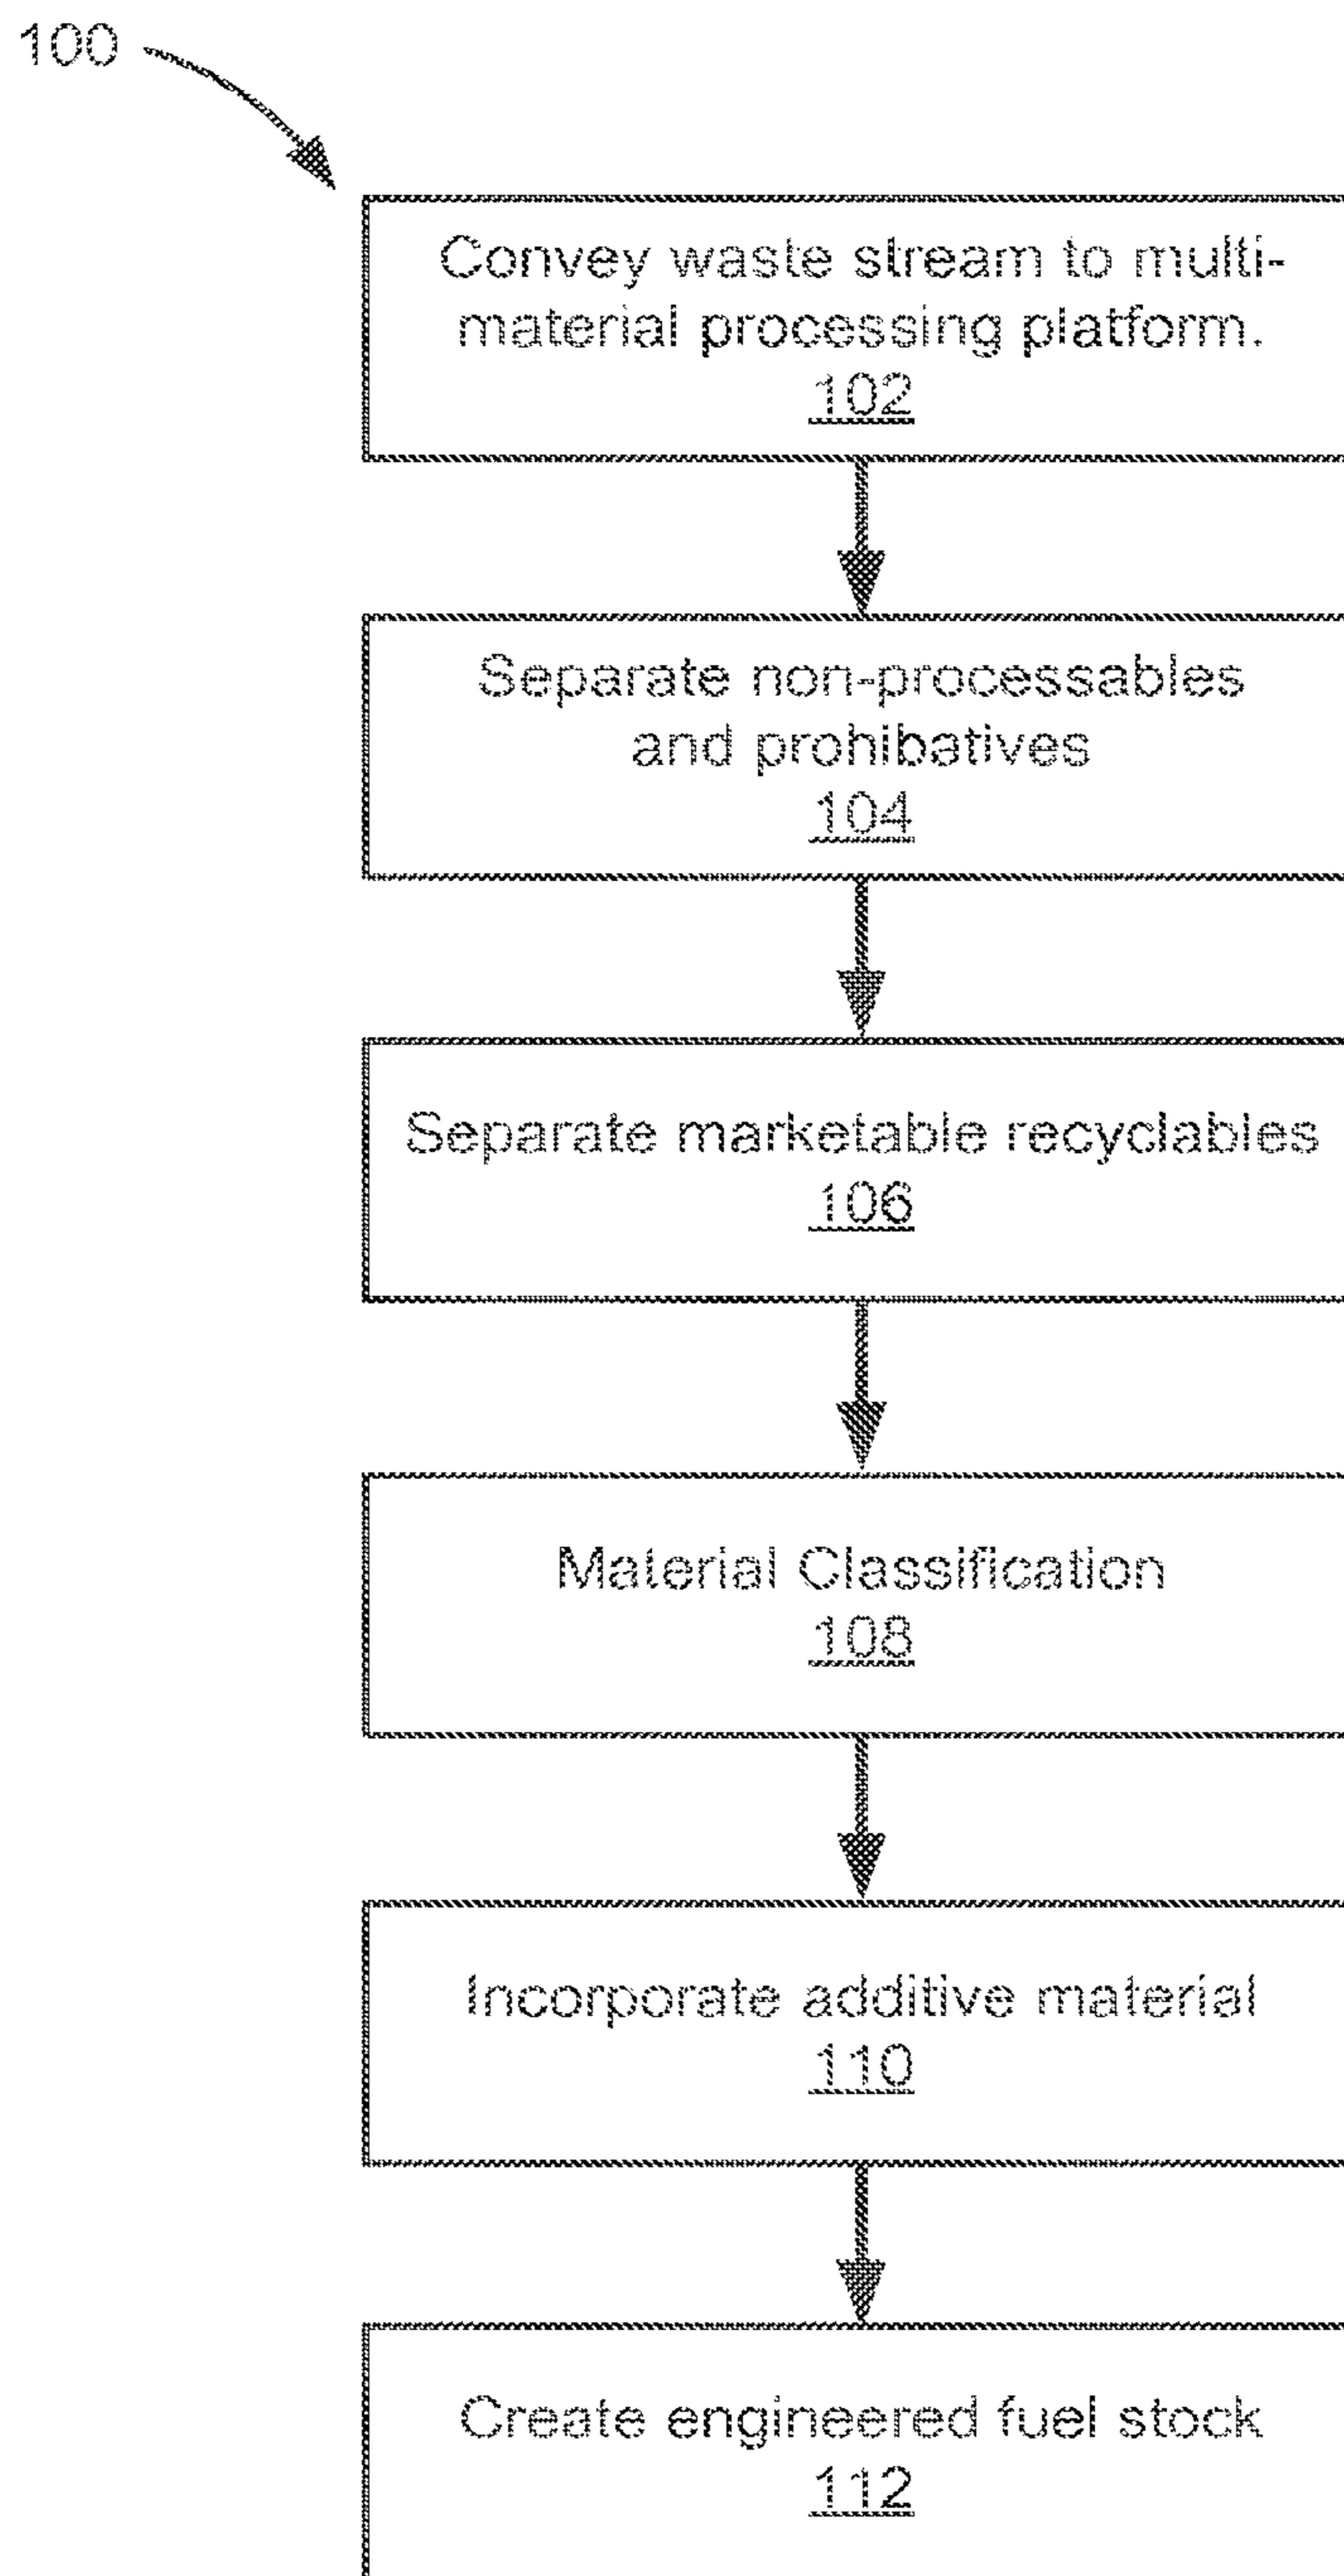 100
Convey waste stream to multi-
material processing platform.
102
Separate non-processables
and prohibatives
104
Separate marketable recyclables
106
Material Classification
108
Incorporate additive material
110
Create engineered fuel stock
112